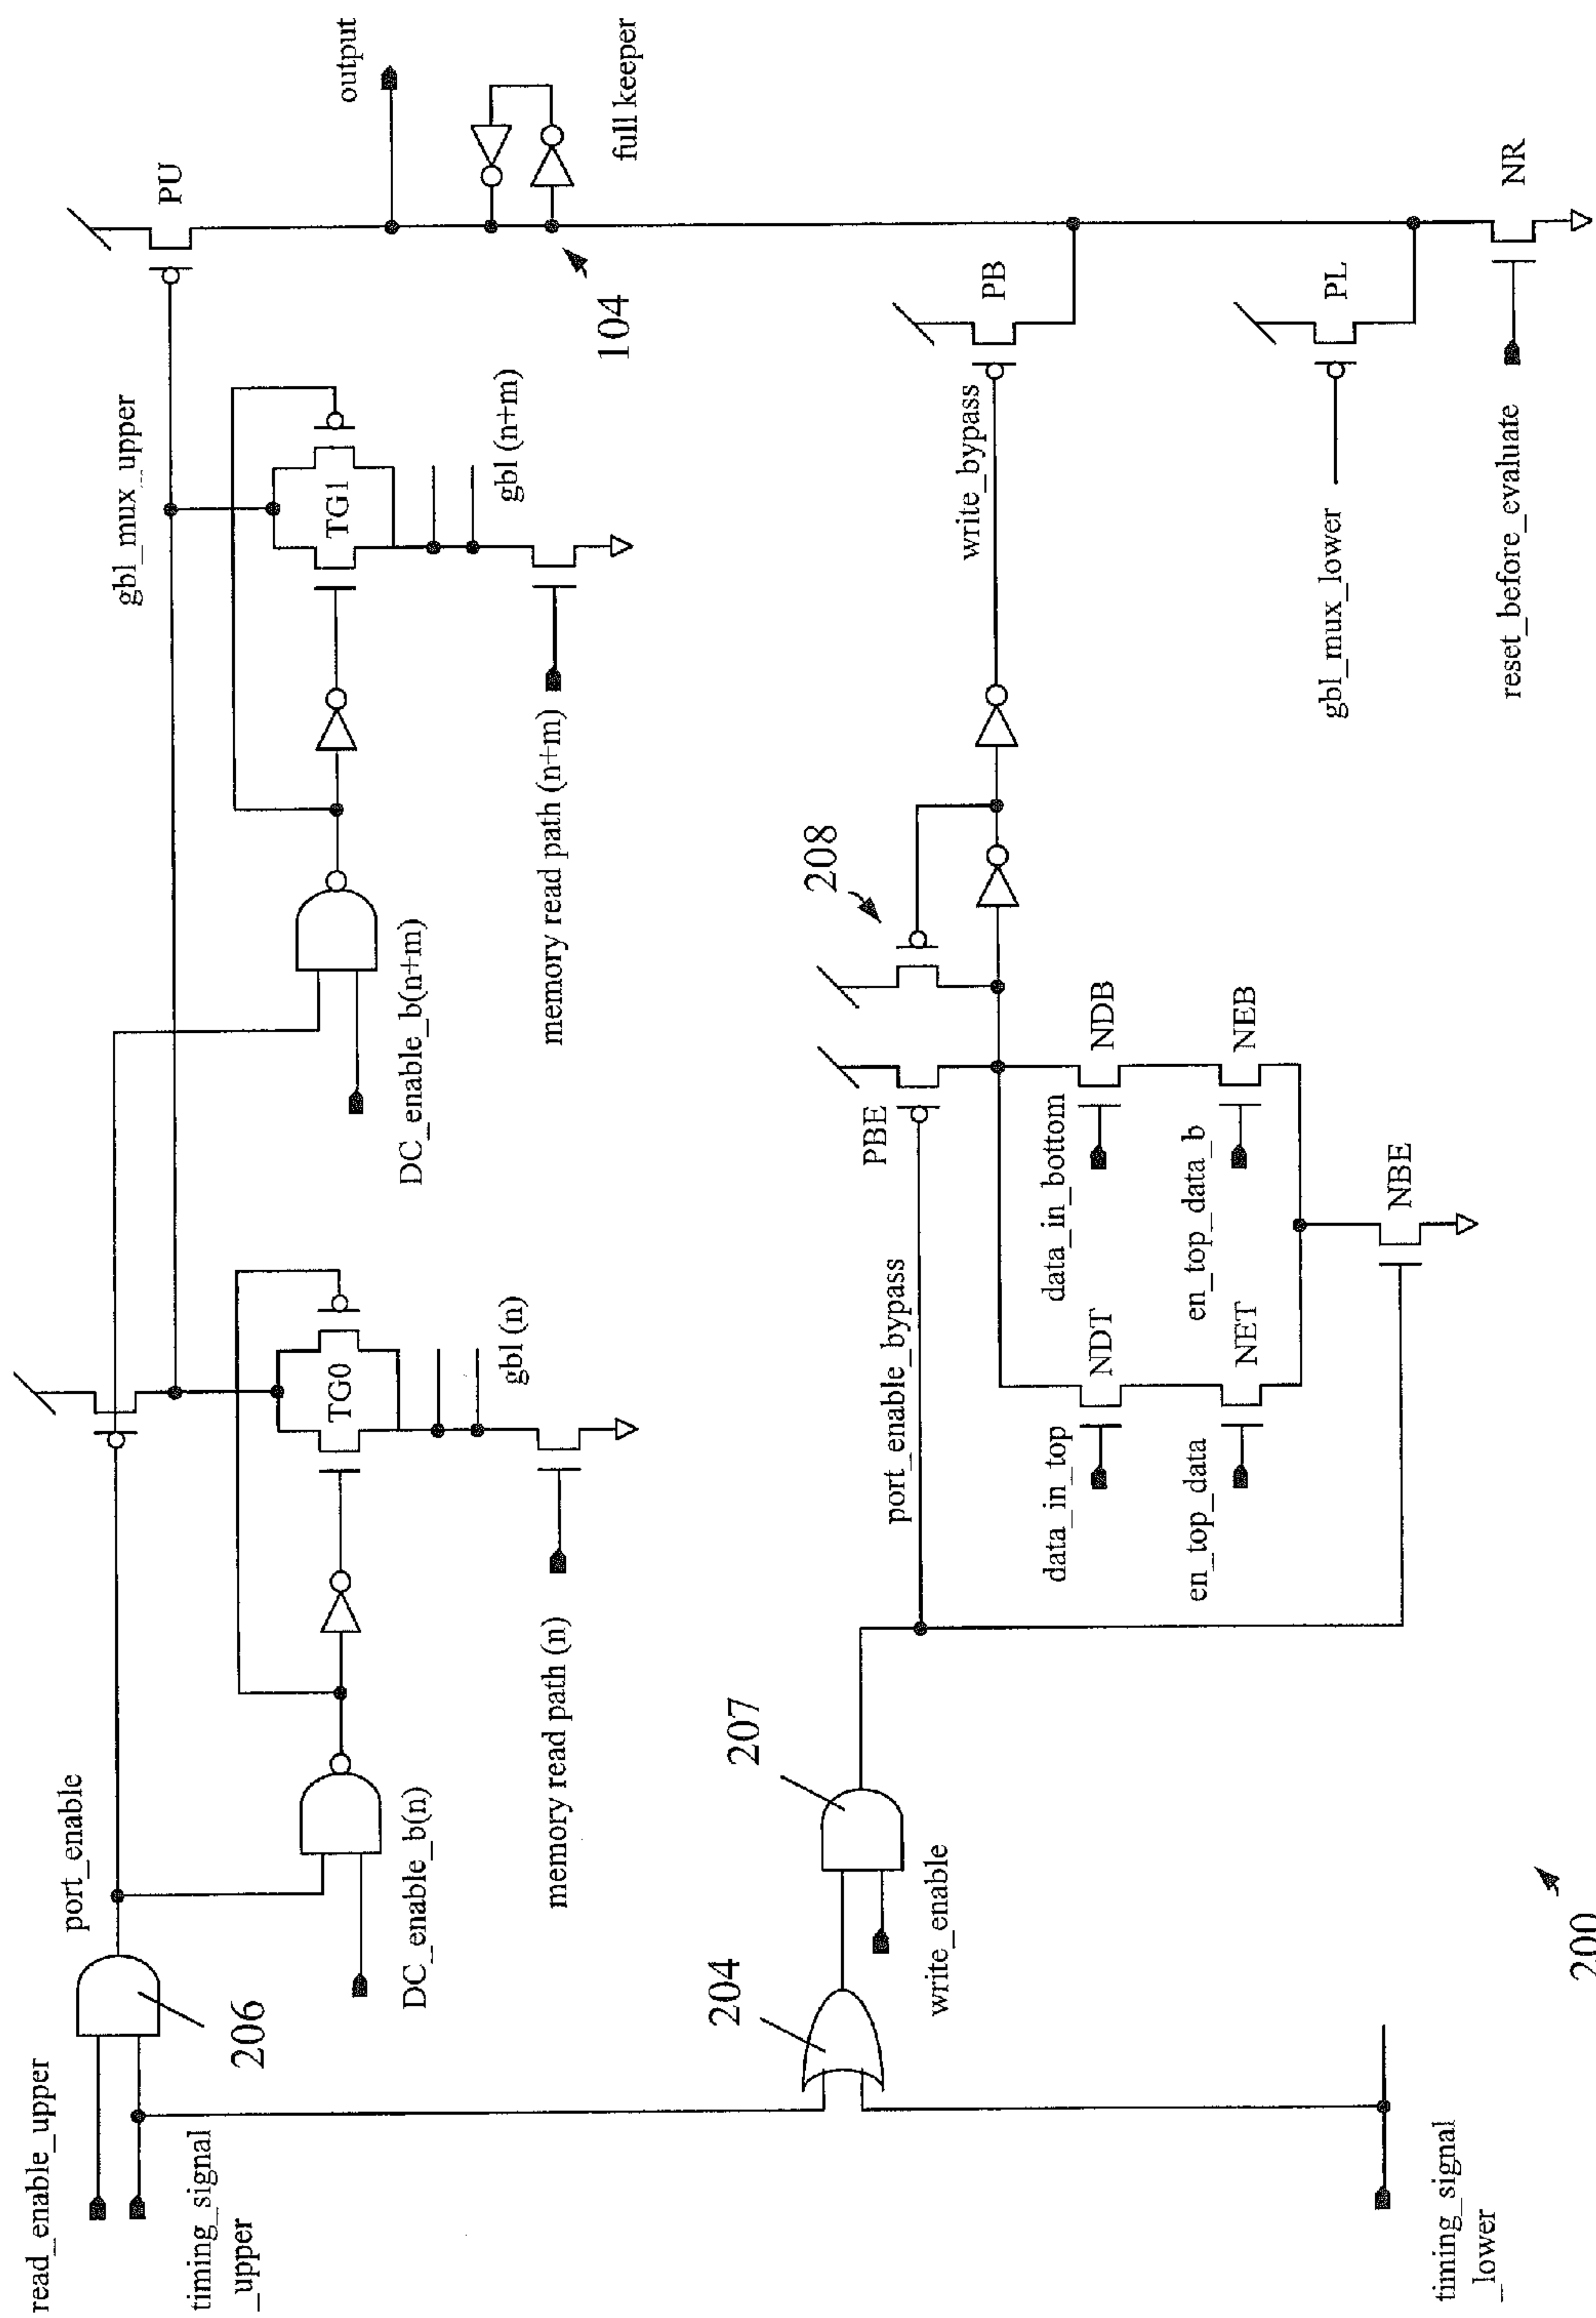 read_enable_upper
timing_signal
_upper
206
port_enable
DC_enable_b(n)
memory read path (n)
TG0
gbl (n)
DC_enable_b(n+m)
memory read path (n+m)
gbl_mux_upper
TG1
gbl (n+m)
PU
output
104
full keeper
timing_signal
_lower
204
write_enable
207
port_enable_bypass
data_in_top
NDT
en_top_data
NET
PBE
data_in_bottom
NDB
en_top_data_b
NEB
NBE
208
write_bypass
PB
gbl_mux_lower
PL
reset_before_evaluate
NR
200